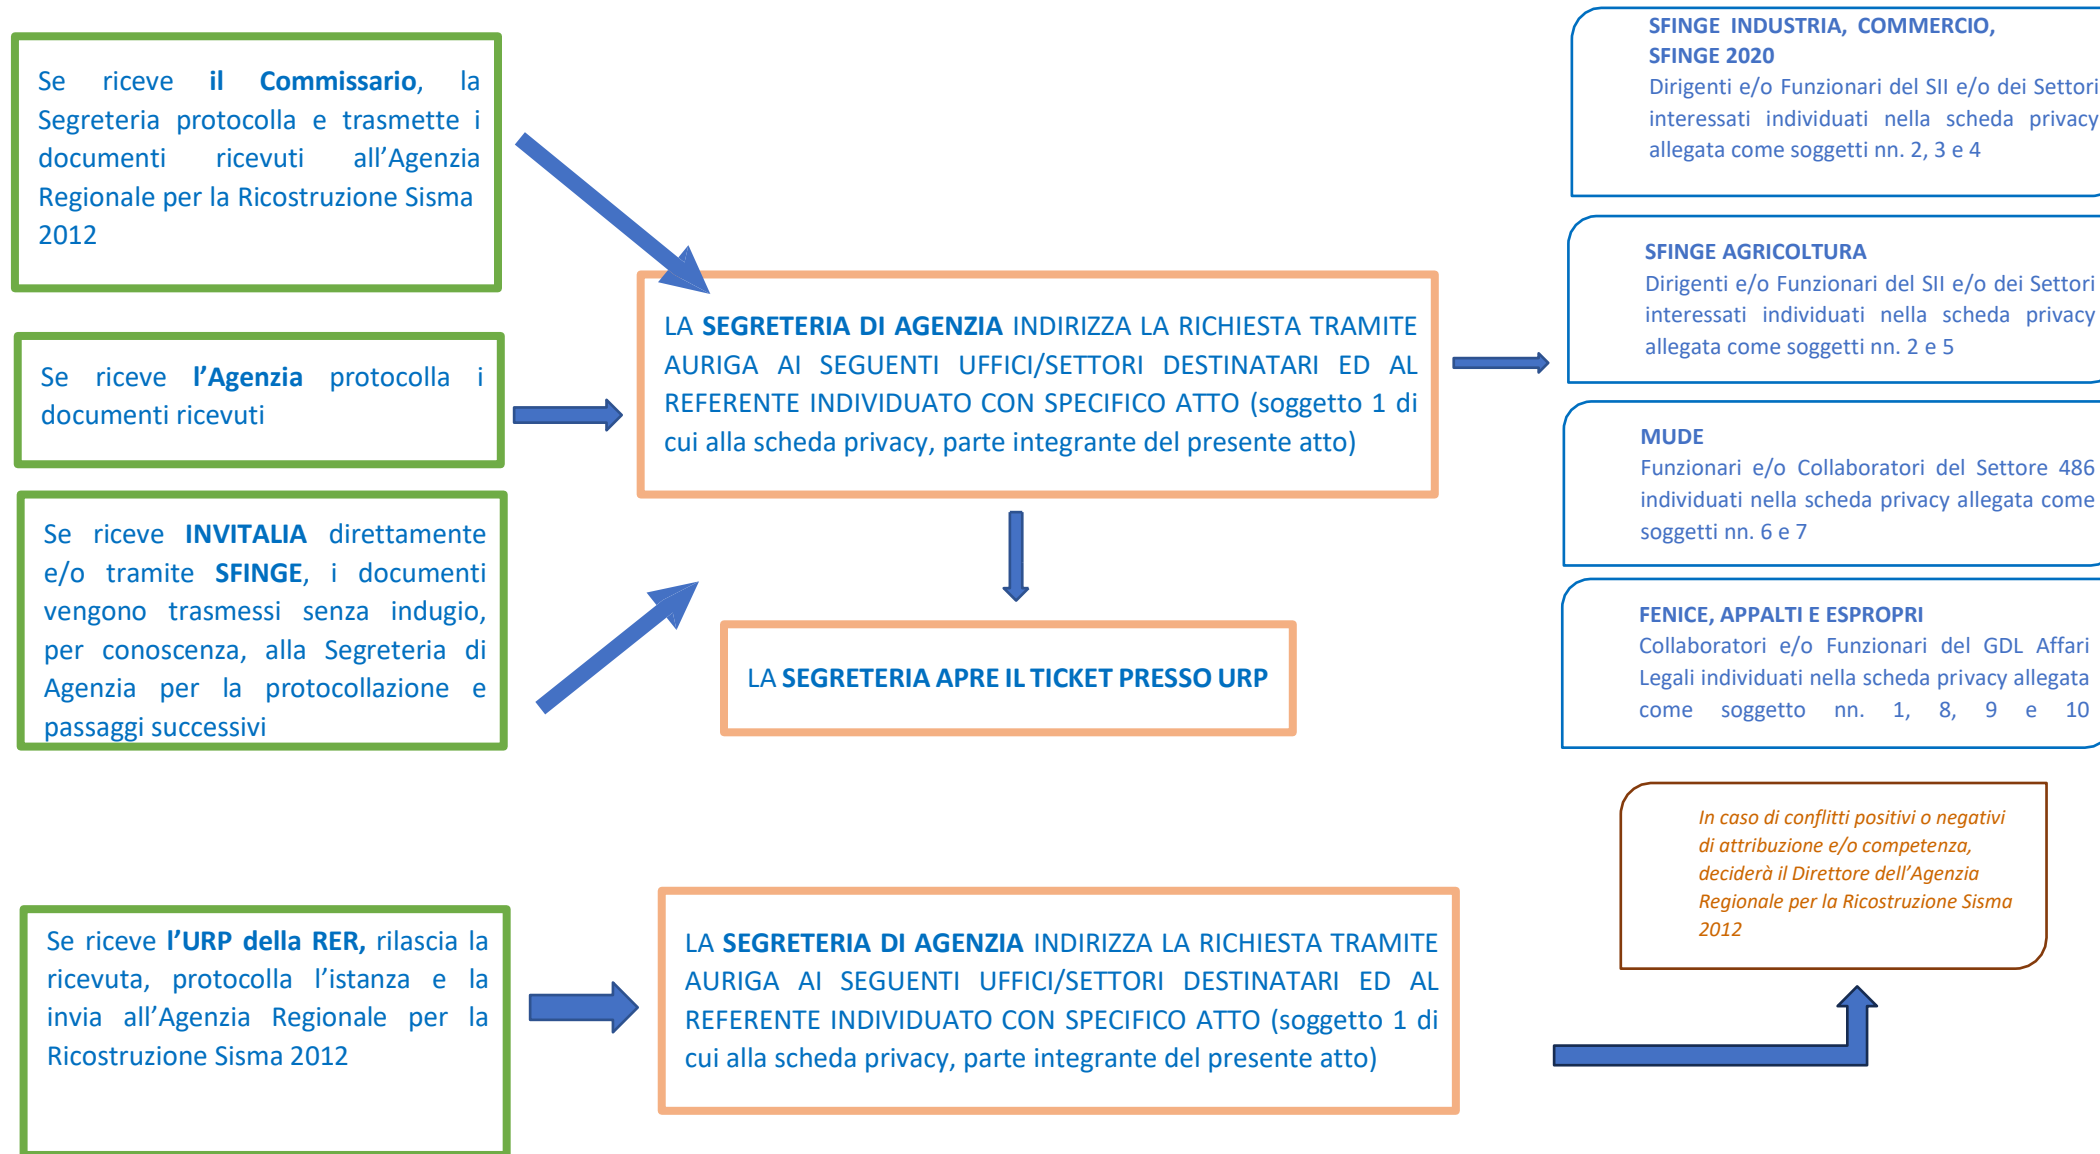 Se riceve il Commissario, la
Segreteria protocolla e trasmette i
documenti ricevuti all’Agenzia
Regionale per la Ricostruzione Sisma
2012
Se riceve l’Agenzia protocolla i
documenti ricevuti
Se riceve INVITALIA direttamente
e/o tramite SFINGE, i documenti
vengono trasmessi senza indugio,
per conoscenza, alla Segreteria di
Agenzia per la protocollazione e
passaggi successivi
LA SEGRETERIA DI AGENZIA INDIRIZZA LA RICHIESTA TRAMITE
AURIGA AI SEGUENTI UFFICI/SETTORI DESTINATARI ED AL
REFERENTE INDIVIDUATO CON SPECIFICO ATTO (soggetto 1 di
cui alla scheda privacy, parte integrante del presente atto)
LA SEGRETERIA APRE IL TICKET PRESSO URP
SFINGE INDUSTRIA, COMMERCIO,
SFINGE 2020
Dirigenti e/o Funzionari del SII e/o dei Settori
interessati individuati nella scheda privacy
allegata come soggetti nn. 2, 3 e 4
SFINGE AGRICOLTURA
Dirigenti e/o Funzionari del SII e/o dei Settori
interessati individuati nella scheda privacy
allegata come soggetti nn. 2 e 5
MUDE
Funzionari e/o Collaboratori del Settore 486
individuati nella scheda privacy allegata come
soggetti nn. 6 e 7
FENICE, APPALTI E ESPROPRI
Collaboratori e/o Funzionari del GDL Affari
Legali individuati nella scheda privacy allegata
come soggetto nn. 1, 8, 9 e 10
In caso di conflitti positivi o negativi
di attribuzione e/o competenza,
deciderà il Direttore dell’Agenzia
Regionale per la Ricostruzione Sisma
2012
Se riceve l’URP della RER, rilascia la
ricevuta, protocolla l’istanza e la
invia all’Agenzia Regionale per la
Ricostruzione Sisma 2012
LA SEGRETERIA DI AGENZIA INDIRIZZA LA RICHIESTA TRAMITE
AURIGA AI SEGUENTI UFFICI/SETTORI DESTINATARI ED AL
REFERENTE INDIVIDUATO CON SPECIFICO ATTO (soggetto 1 di
cui alla scheda privacy, parte integrante del presente atto)